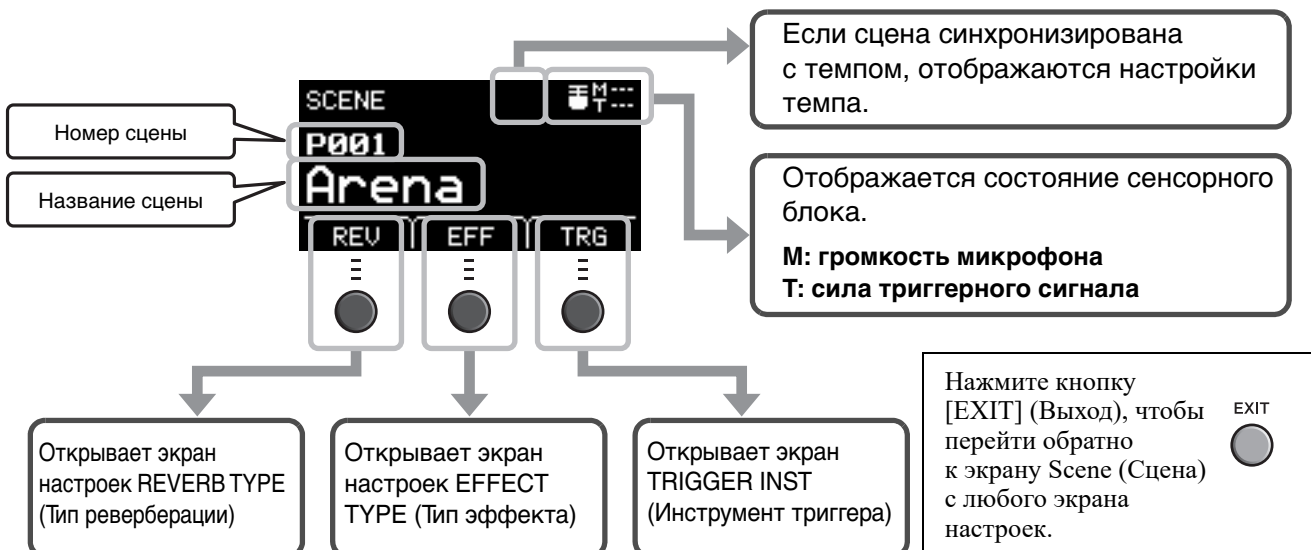 Если сцена синхронизирована
с темпом, отображаются настройки
темпа.
Номер сцены
Название сцены
SCENE
M---
T---
P001
Arena
REV
EFF
TRG
Отображается состояние сенсорного
блока.
M: громкость микрофона
T: сила триггерного сигнала
Открывает экран
настроек REVERB TYPE
(Тип реверберации)
Открывает экран
настроек EFFECT
TYPE (Тип эффекта)
Открывает экран
TRIGGER INST
(Инструмент триггера)
Нажмите кнопку
[EXIT] (Выход), чтобы
перейти обратно
к экрану Scene (Сцена)
с любого экрана
настроек.
EXIT